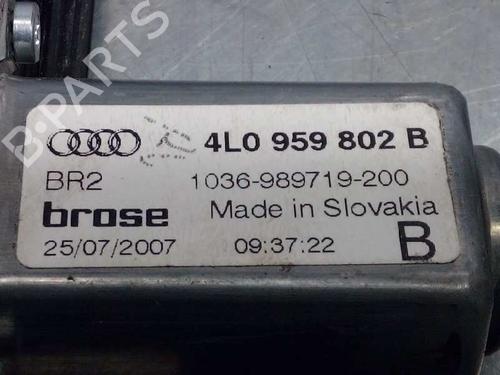 4L0 959 802 B
BR2 1036-989719-200
brose Made in Slovakia
25/07/2007 09:37:22 B
B-PARTS